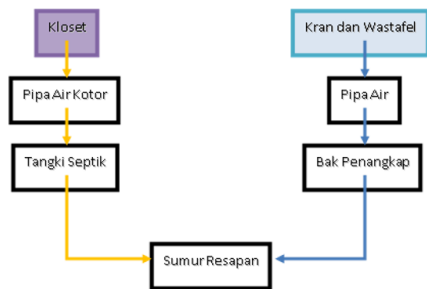 Kloset
Kran dan Wastafel
Pipa Air Kotor
Pipa Air
Tangki Septik
Bak Penangkap
Sumur Resapan